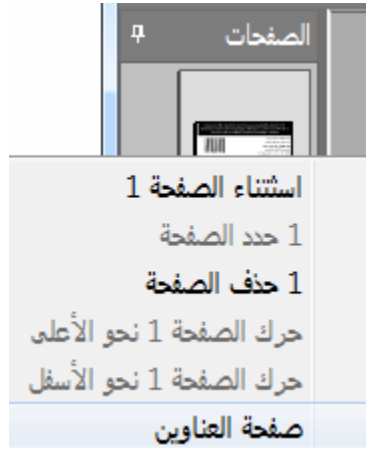 الصفحات
استثناء الصفحة 1
1 حدد الصفحة
1 حذف الصفحة
حرك الصفحة 1 نحو الأعلى
حرك الصفحة 1 نحو الأسفل
صفحة العناوين